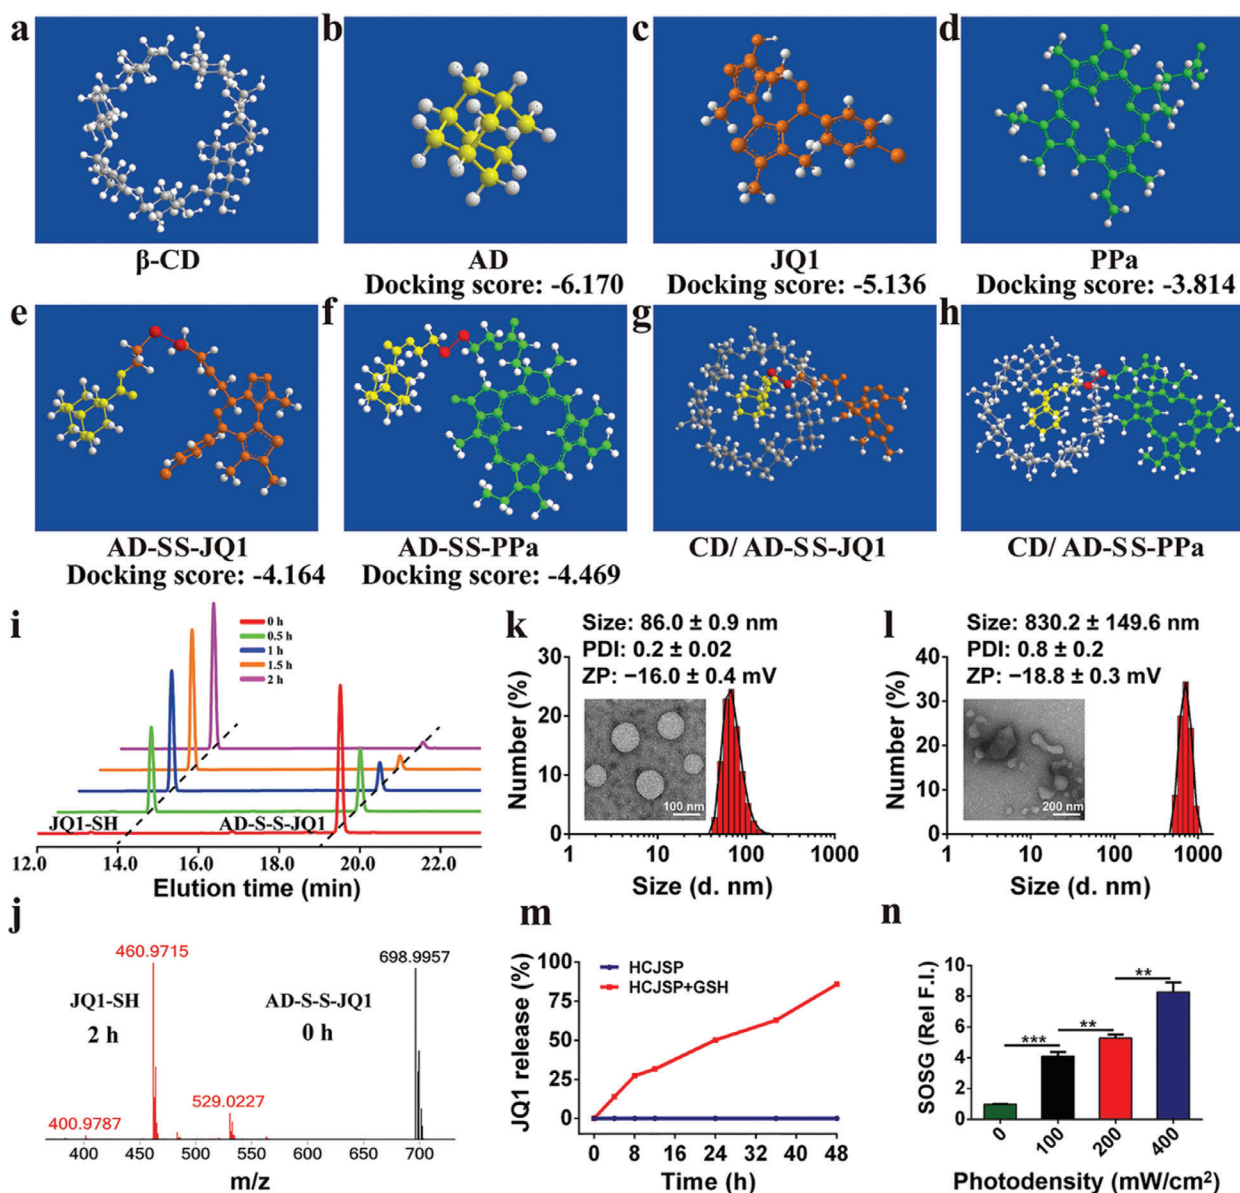 a
b
c
d
β-CD
AD
JQ1
PPa
Docking score: -6.170
Docking score: -5.136
Docking score: -3.814
e
f
g
h
AD-SS-JQ1
AD-SS-PPa
CD/ AD-SS-JQ1
CD/ AD-SS-PPa
Docking score: -4.164
Docking score: -4.469
i
0 h
0.5 h
1 h
1.5 h
2 h
JQ1-SH
AD-S-S-JQ1
12.0 14.0 16.0 18.0 20.0 22.0
Elution time (min)
k
Size: 86.0 ± 0.9 nm
PDI: 0.2 ± 0.02
ZP: −16.0 ± 0.4 mV
Number (%)
30
20
10
0
100 nm
1 10 100 1000
Size (d. nm)
l
Size: 830.2 ± 149.6 nm
PDI: 0.8 ± 0.2
ZP: −18.8 ± 0.3 mV
Number (%)
40
30
20
10
0
200 nm
1 10 100 1000
Size (d. nm)
j
460.9715
698.9957
JQ1-SH
2 h
AD-S-S-JQ1
0 h
400.9787
529.0227
400 450 500 550 600 650 700
m/z
m
JQ1 release (%)
100
75
50
25
0
HCJSP
HCJSP+GSH
0 8 16 24 32 40 48
Time (h)
n
SOSG (Rel F.I.)
10
8
6
4
2
0
***
**
**
0 100 200 400
Photodensity (mW/cm²)